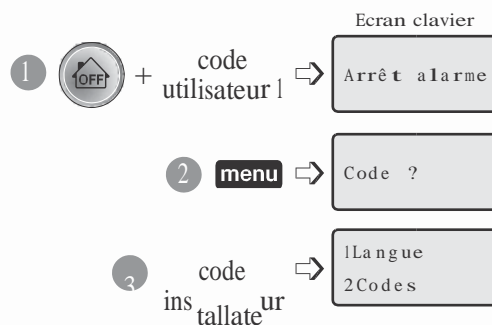 Ecran clavier
1 OFF + code utilisateur 1
Arrêt alarme
2 menu
Code ?
3 code installateur
1Langue
2Codes